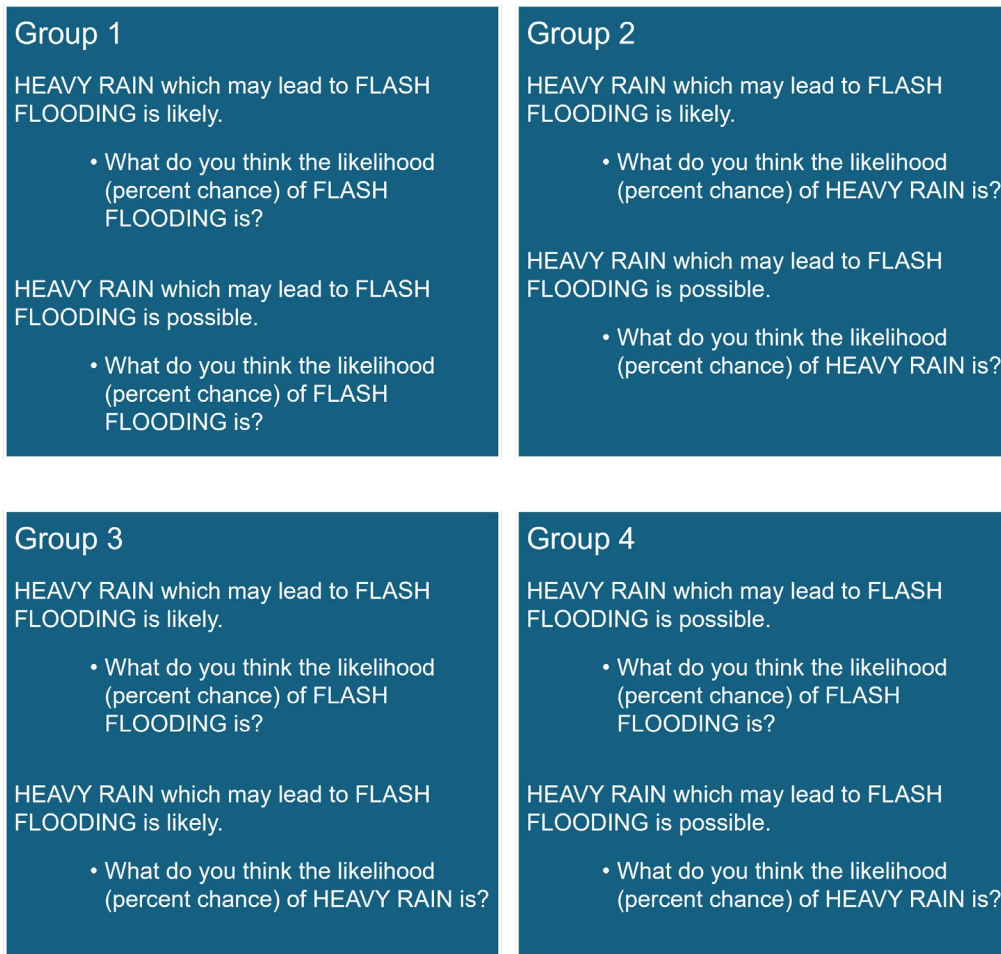 Group 1
HEAVY RAIN which may lead to FLASH
FLOODING is likely.
• What do you think the likelihood
(percent chance) of FLASH
FLOODING is?
HEAVY RAIN which may lead to FLASH
FLOODING is possible.
• What do you think the likelihood
(percent chance) of FLASH
FLOODING is?
Group 2
HEAVY RAIN which may lead to FLASH
FLOODING is likely.
• What do you think the likelihood
(percent chance) of HEAVY RAIN is?
HEAVY RAIN which may lead to FLASH
FLOODING is possible.
• What do you think the likelihood
(percent chance) of HEAVY RAIN is?
Group 3
HEAVY RAIN which may lead to FLASH
FLOODING is likely.
• What do you think the likelihood
(percent chance) of FLASH
FLOODING is?
HEAVY RAIN which may lead to FLASH
FLOODING is likely.
• What do you think the likelihood
(percent chance) of HEAVY RAIN is?
Group 4
HEAVY RAIN which may lead to FLASH
FLOODING is possible.
• What do you think the likelihood
(percent chance) of FLASH
FLOODING is?
HEAVY RAIN which may lead to FLASH
FLOODING is possible.
• What do you think the likelihood
(percent chance) of HEAVY RAIN is?